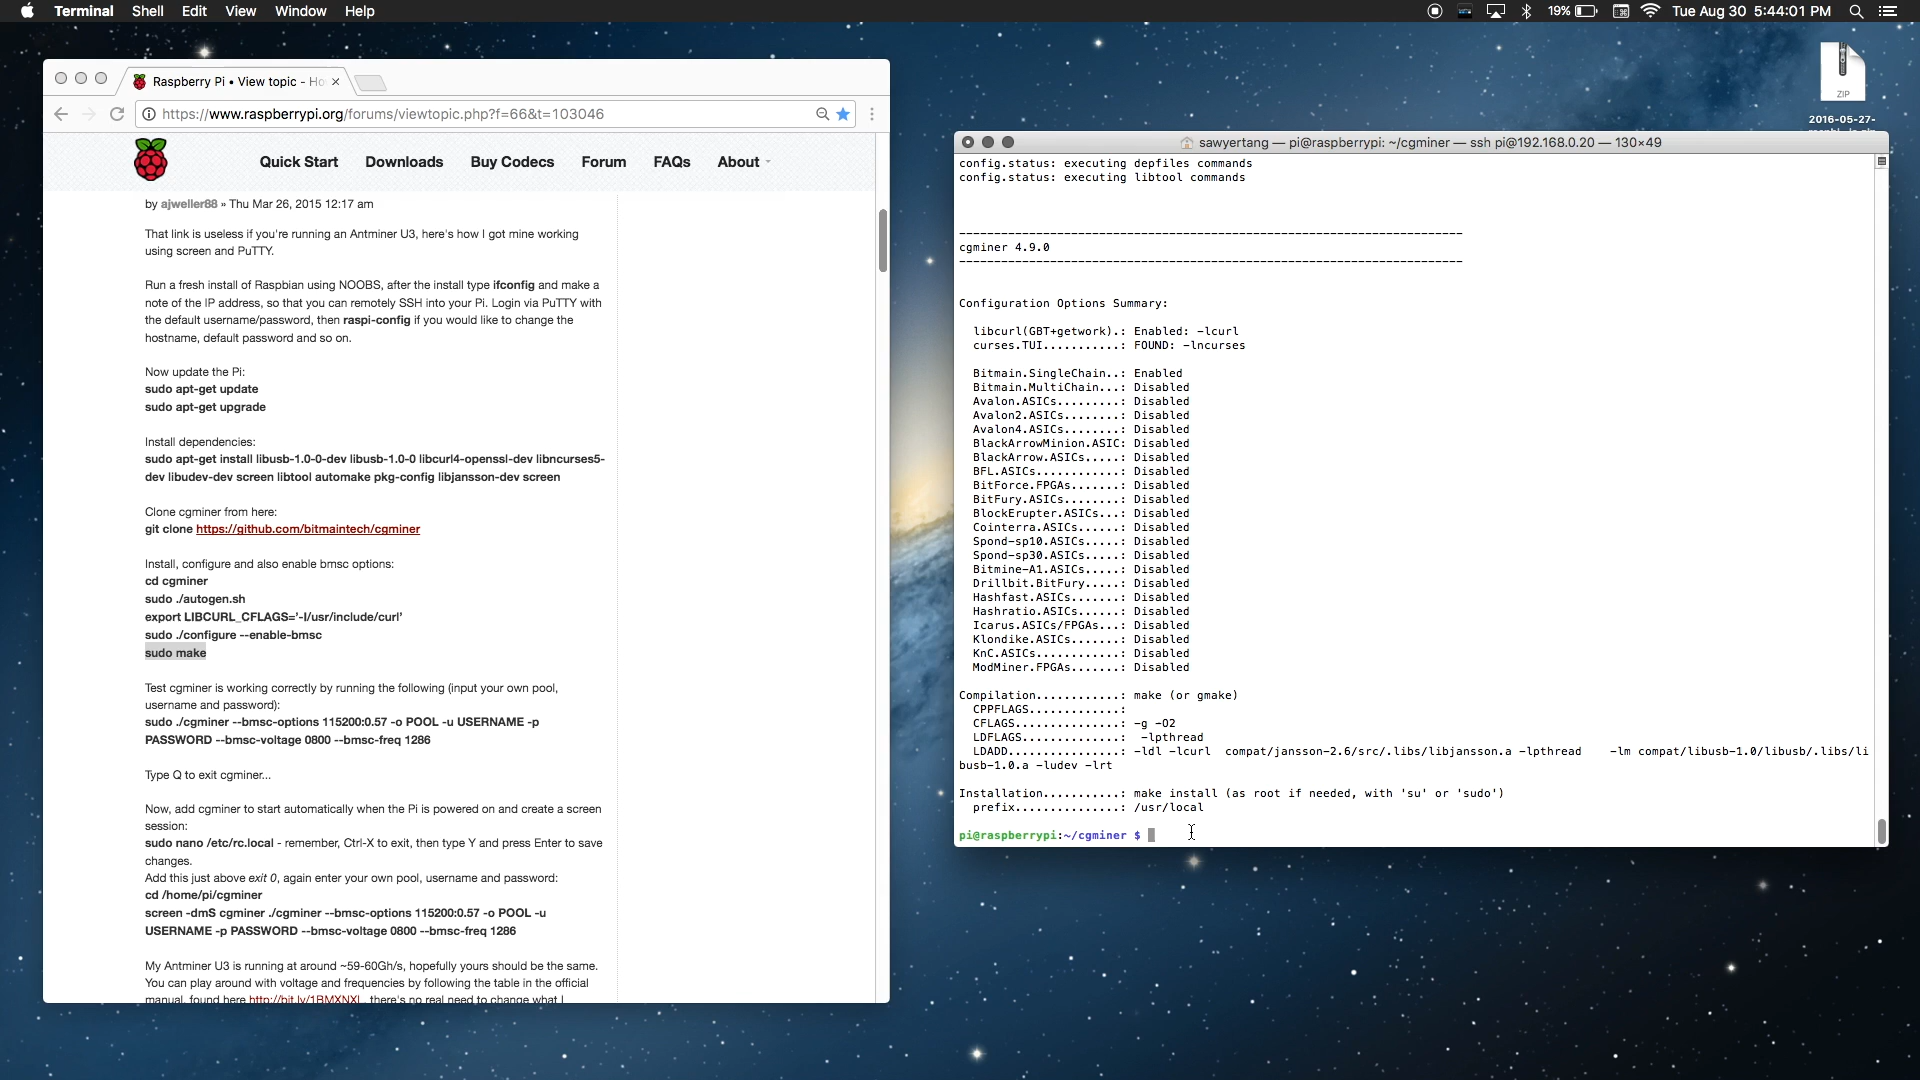 Terminal Shell Edit View Window Help
19% Tue Aug 30 5:44:01 PM
Raspberry Pi • View topic - Ho
https://www.raspberrypi.org/forums/viewtopic.php?f=66&t=103046
Quick Start Downloads Buy Codecs Forum FAQs About
by ajweller88 » Thu Mar 26, 2015 12:17 am
That link is useless if you're running an Antminer U3, here's how I got mine working
using screen and PuTTY.
Run a fresh install of Raspbian using NOOBS, after the install type ifconfig and make a
note of the IP address, so that you can remotely SSH into your Pi. Login via PuTTY with
the default username/password, then raspi-config if you would like to change the
hostname, default password and so on.
Now update the Pi:
sudo apt-get update
sudo apt-get upgrade
Install dependencies:
sudo apt-get install libusb-1.0-0-dev libusb-1.0-0 libcurl4-openssl-dev libncurses5-
dev libudev-dev screen libtool automake pkg-config libjansson-dev screen
Clone cgminer from here:
git clone https://github.com/bitmaintech/cgminer
Install, configure and also enable bmsc options:
cd cgminer
sudo ./autogen.sh
export LIBCURL_CFLAGS='-I/usr/include/curl'
sudo ./configure --enable-bmsc
sudo make
Test cgminer is working correctly by running the following (input your own pool,
username and password):
sudo ./cgminer --bmsc-options 115200:0.57 -o POOL -u USERNAME -p
PASSWORD --bmsc-voltage 0800 --bmsc-freq 1286
Type Q to exit cgminer...
Now, add cgminer to start automatically when the Pi is powered on and create a screen
session:
sudo nano /etc/rc.local - remember, Ctrl-X to exit, then type Y and press Enter to save
changes.
Add this just above exit 0, again enter your own pool, username and password:
cd /home/pi/cgminer
screen -dmS cgminer ./cgminer --bmsc-options 115200:0.57 -o POOL -u
USERNAME -p PASSWORD --bmsc-voltage 0800 --bmsc-freq 1286
My Antminer U3 is running at around ~59-60Gh/s, hopefully yours should be the same.
You can play around with voltage and frequencies by following the table in the official
manual, found here http://bit.ly/1BMXNXL, there's no real need to change what I
ZIP
2016-05-27-
sawyertang — pi@raspberrypi: ~/cgminer — ssh pi@192.168.0.20 — 130×49
config.status: executing depfiles commands
config.status: executing libtool commands
------------------------------------------------------------------------
cgminer 4.9.0
------------------------------------------------------------------------
Configuration Options Summary:
libcurl(GBT+getwork).: Enabled: -lcurl
curses.TUI...........: FOUND: -lncurses
Bitmain.SingleChain..: Enabled
Bitmain.MultiChain...: Disabled
Avalon.ASICs.........: Disabled
Avalon2.ASICs........: Disabled
Avalon4.ASICs........: Disabled
BlackArrowMinion.ASIC: Disabled
BlackArrow.ASICs.....: Disabled
BFL.ASICs............: Disabled
BitForce.FPGAs.......: Disabled
BitFury.ASICs........: Disabled
BlockErupter.ASICs...: Disabled
Cointerra.ASICs......: Disabled
Spond-sp10.ASICs.....: Disabled
Spond-sp30.ASICs.....: Disabled
Bitmine-A1.ASICs.....: Disabled
Drillbit.BitFury.....: Disabled
Hashfast.ASICs.......: Disabled
Hashratio.ASICs......: Disabled
Icarus.ASICs/FPGAs...: Disabled
Klondike.ASICs.......: Disabled
KnC.ASICs............: Disabled
ModMiner.FPGAs.......: Disabled
Compilation............: make (or gmake)
CPPFLAGS.............:
CFLAGS...............: -g -O2
LDFLAGS..............: -lpthread
LDADD................: -ldl -lcurl compat/jansson-2.6/src/.libs/libjansson.a -lpthread -lm compat/libusb-1.0/libusb/.libs/li
busb-1.0.a -ludev -lrt
Installation...........: make install (as root if needed, with 'su' or 'sudo')
prefix...............: /usr/local
pi@raspberrypi:~/cgminer $